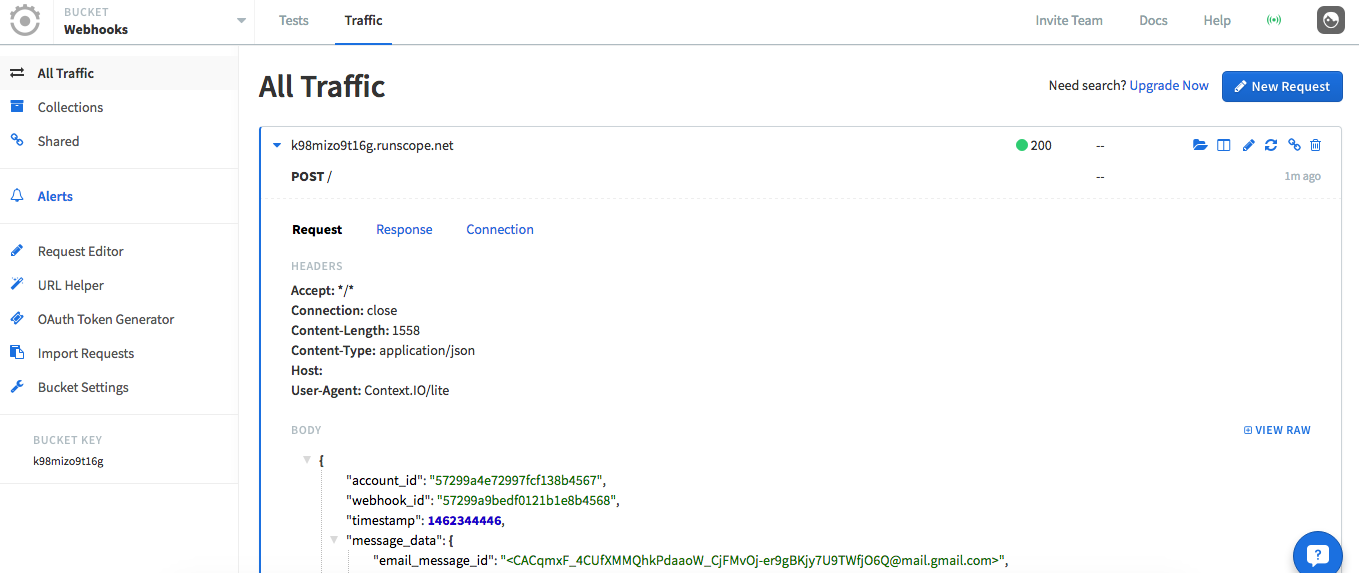 BUCKET
Webhooks
Tests Traffic Invite Team Docs Help
All Traffic
Collections
Shared
Alerts
Request Editor
URL Helper
OAuth Token Generator
Import Requests
Bucket Settings
BUCKET KEY
k98mizo9t16g
All Traffic
Need search? Upgrade Now New Request
k98mizo9t16g.runscope.net 200 --
POST / -- 1m ago
Request Response Connection
HEADERS
Accept: */*
Connection: close
Content-Length: 1558
Content-Type: application/json
Host:
User-Agent: Context.IO/lite
BODY VIEW RAW
{
"account_id": "57299a4e72997fcf138b4567",
"webhook_id": "57299a9bedf0121b1e8b4568",
"timestamp": 1462344446,
"message_data": {
"email_message_id": "<CACqmxF_4CUfXMMQhkPdaaoW_CjFMvOj-er9gBKjy7U9TWfjO6Q@mail.gmail.com>",